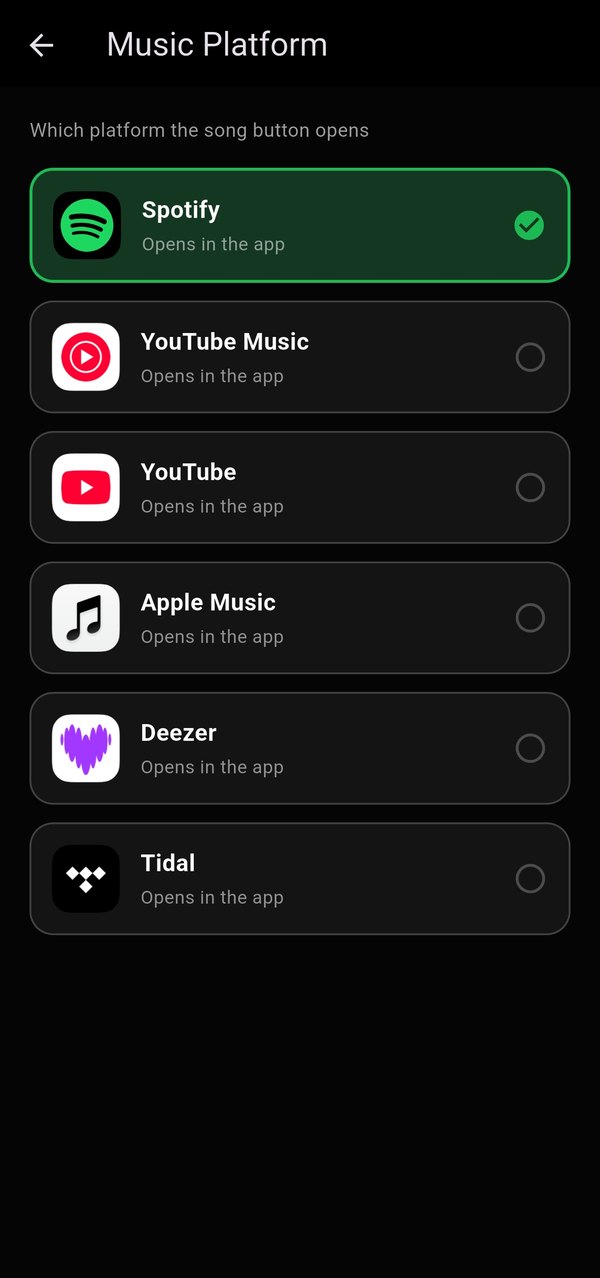 Music Platform
Which platform the song button opens
Spotify
Opens in the app
YouTube Music
Opens in the app
YouTube
Opens in the app
Apple Music
Opens in the app
Deezer
Opens in the app
Tidal
Opens in the app